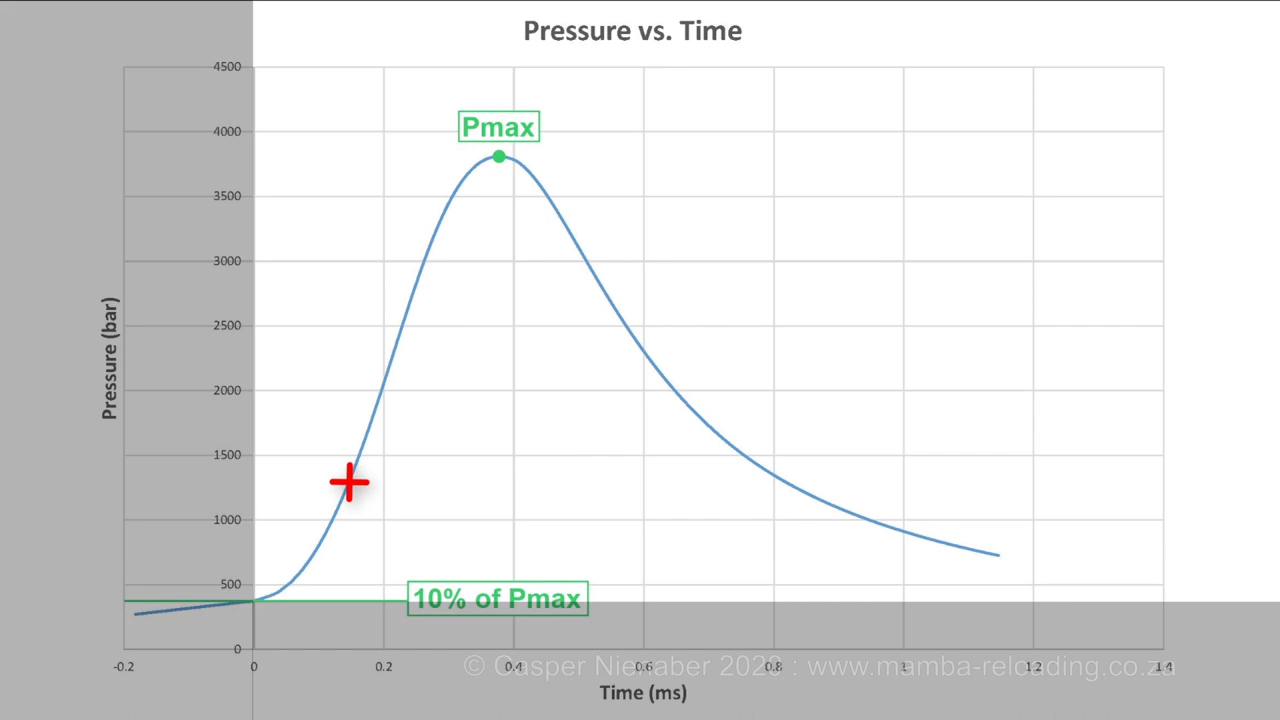 Pressure vs. Time
4500
4000
3500
3000
2500
2000
1500
1000
500
0
Pressure (bar)
Pmax
10% of Pmax
-0.2 0 0.2 0.4 0.6 0.8 1 1.2 1.4
© Casper Nienaber 2020 : www.mamba-reloading.co.za
Time (ms)